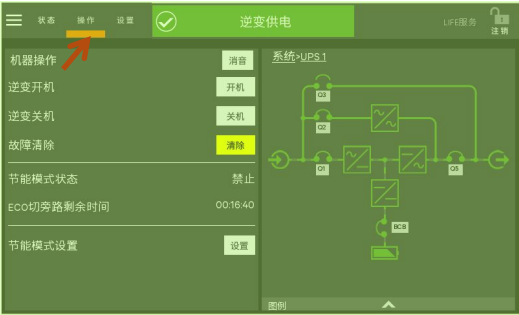 状态 操作 设置 逆变供电 LIFE服务 注销
机器操作 消音
逆变开机 开机
逆变关机 关机
故障清除 清除
节能模式状态 禁止
ECO切旁路剩余时间 00:16:40
节能模式设置 设置
系统>UPS 1
Q3
Q2
Q1 Q5
BCB
图例